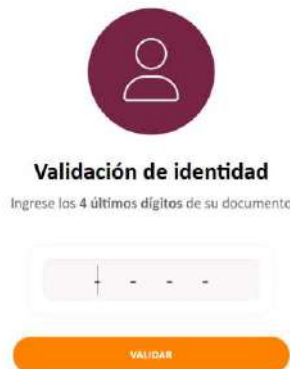 Validación de identidad
Ingrese los 4 últimos dígitos de su documento
- - - -
VALIDAR